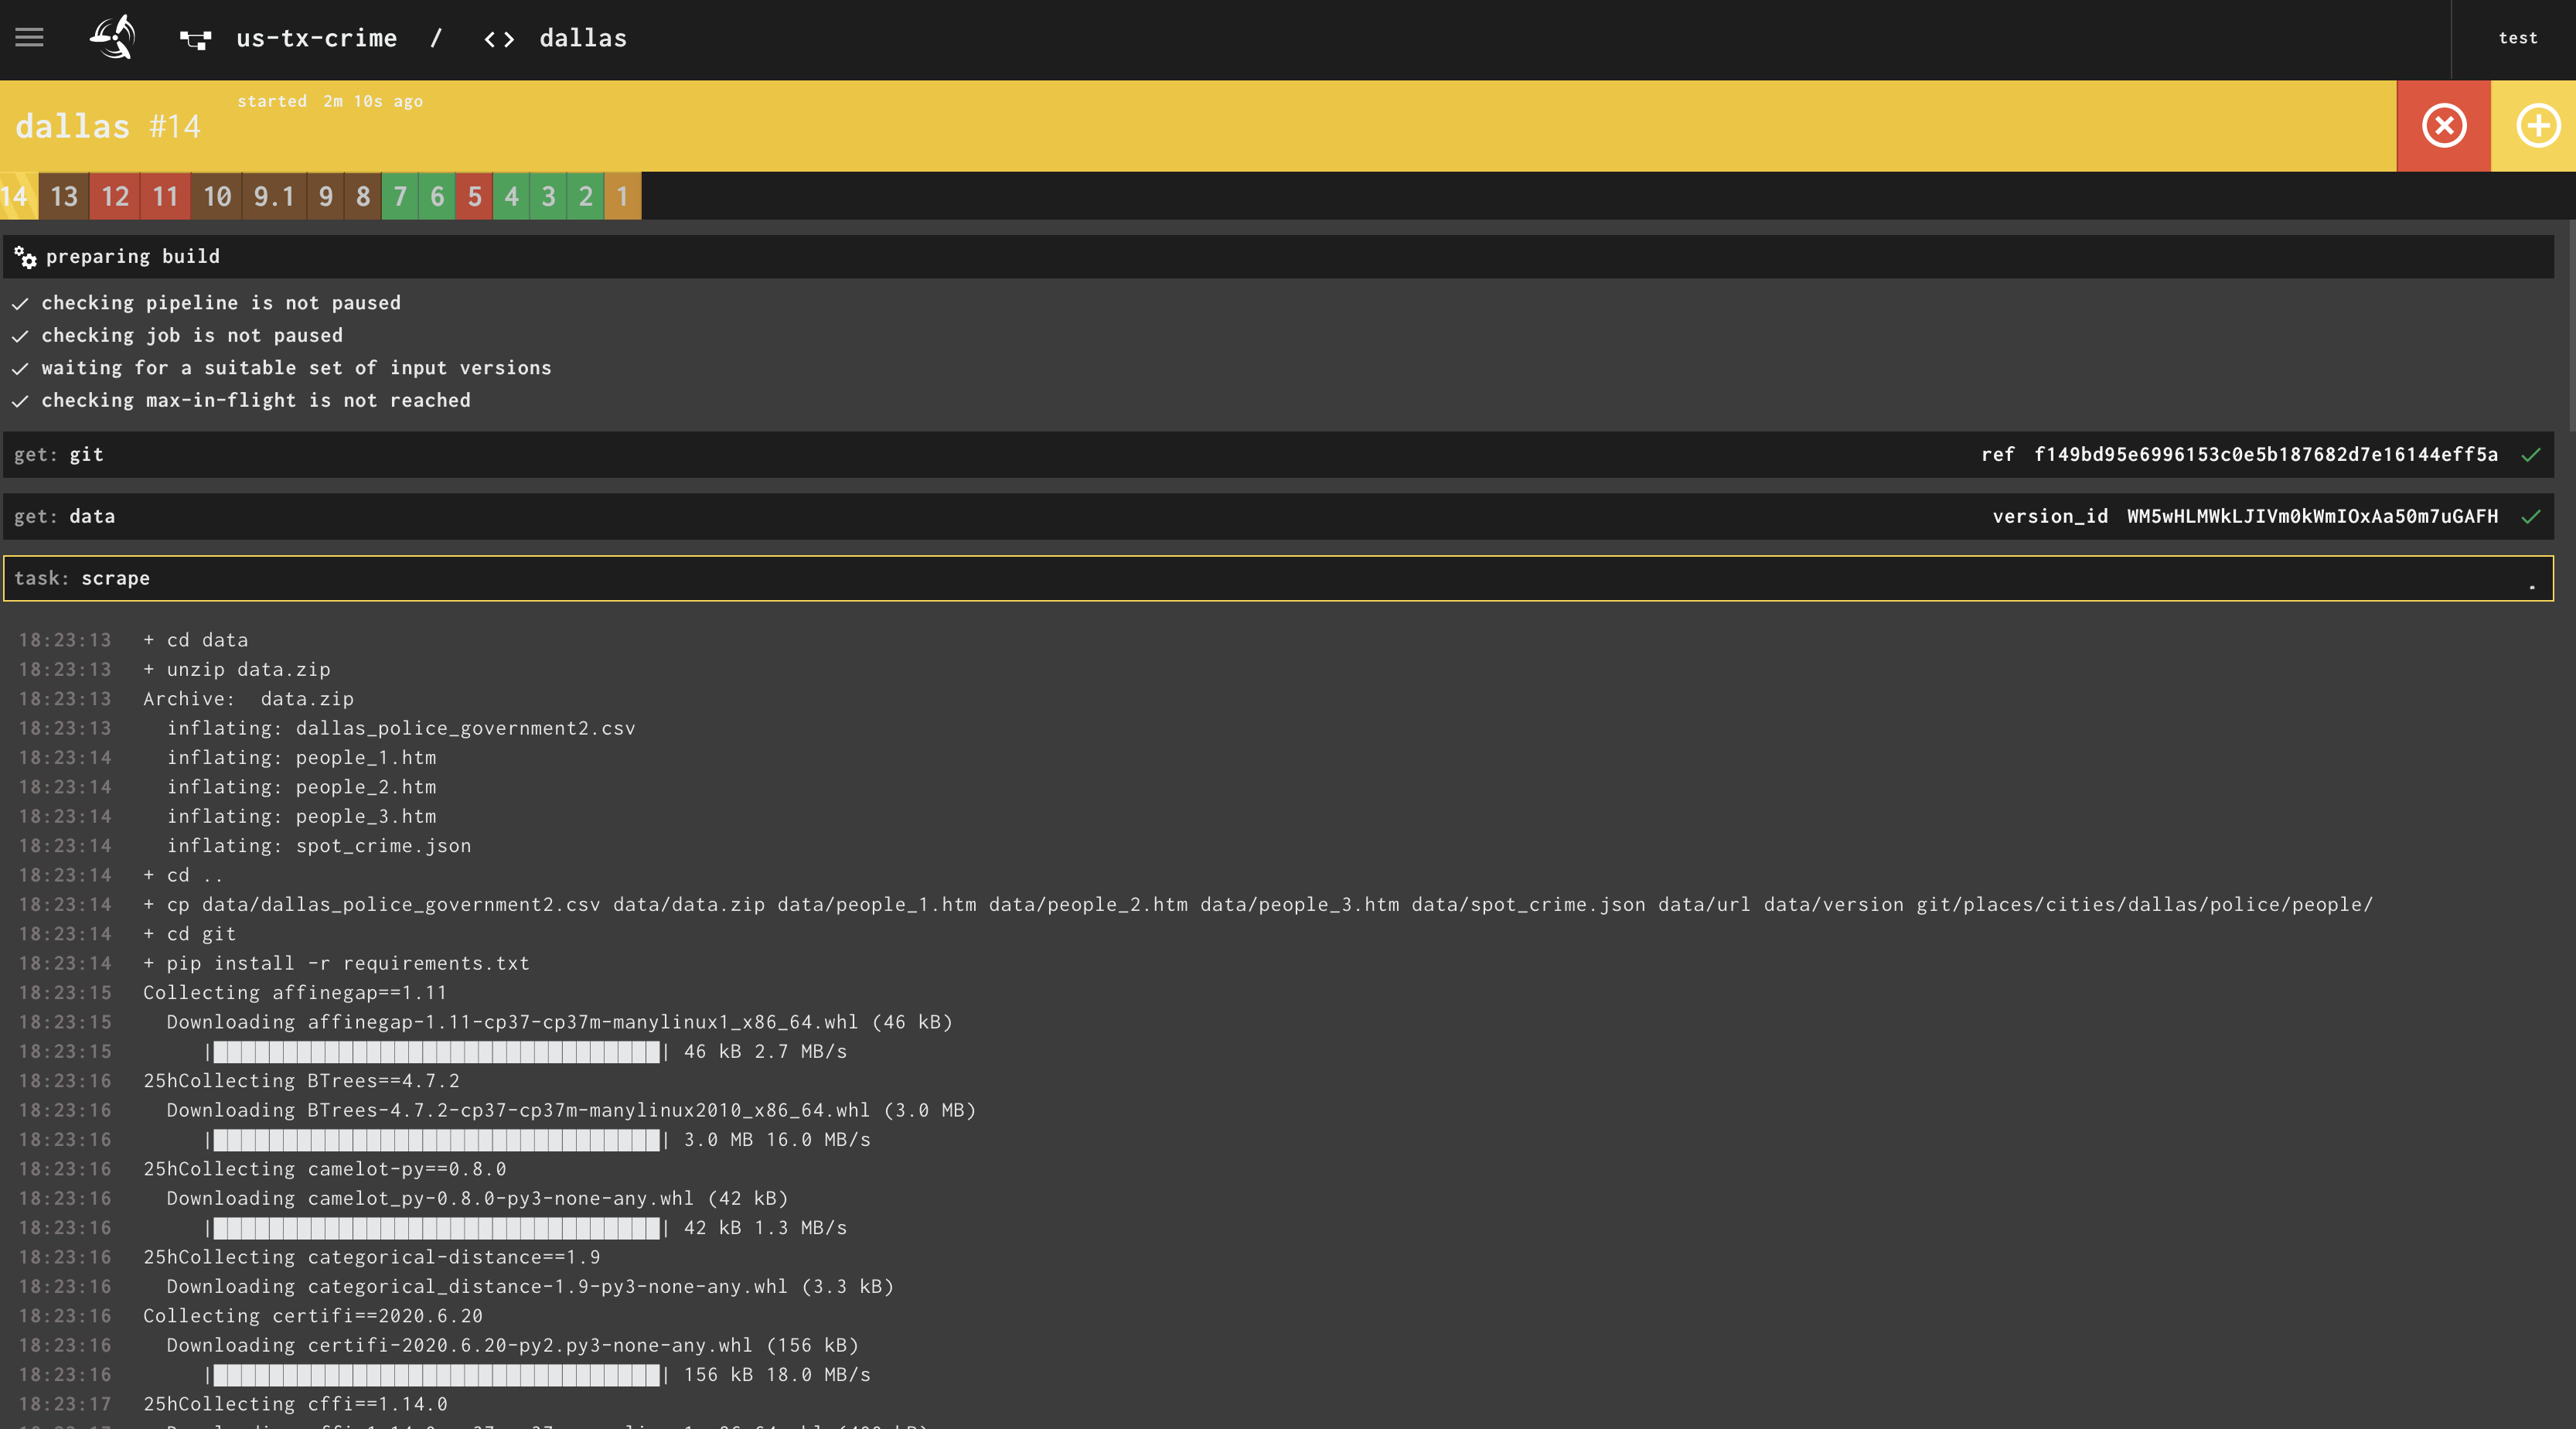 us-tx-crime / <> dallas
test
started 2m 10s ago
dallas #14
14 13 12 11 10 9.1 9 8 7 6 5 4 3 2 1
preparing build
checking pipeline is not paused
checking job is not paused
waiting for a suitable set of input versions
checking max-in-flight is not reached
get: git ref f149bd95e6996153c0e5b187682d7e16144eff5a
get: data version_id WM5wHLMWkLJIVm0kWmIOxAa50m7uGAFH
task: scrape
18:23:13 + cd data
18:23:13 + unzip data.zip
18:23:13 Archive:  data.zip
18:23:13   inflating: dallas_police_government2.csv
18:23:14   inflating: people_1.htm
18:23:14   inflating: people_2.htm
18:23:14   inflating: people_3.htm
18:23:14   inflating: spot_crime.json
18:23:14 + cd ..
18:23:14 + cp data/dallas_police_government2.csv data/data.zip data/people_1.htm data/people_2.htm data/people_3.htm data/spot_crime.json data/url data/version git/places/cities/dallas/police/people/
18:23:14 + cd git
18:23:14 + pip install -r requirements.txt
18:23:15 Collecting affinegap==1.11
18:23:15   Downloading affinegap-1.11-cp37-cp37m-manylinux1_x86_64.whl (46 kB)
18:23:15 |████████████████████████████████| 46 kB 2.7 MB/s
18:23:16 25hCollecting BTrees==4.7.2
18:23:16   Downloading BTrees-4.7.2-cp37-cp37m-manylinux2010_x86_64.whl (3.0 MB)
18:23:16 |████████████████████████████████| 3.0 MB 16.0 MB/s
18:23:16 25hCollecting camelot-py==0.8.0
18:23:16   Downloading camelot_py-0.8.0-py3-none-any.whl (42 kB)
18:23:16 |████████████████████████████████| 42 kB 1.3 MB/s
18:23:16 25hCollecting categorical-distance==1.9
18:23:16   Downloading categorical_distance-1.9-py3-none-any.whl (3.3 kB)
18:23:16 Collecting certifi==2020.6.20
18:23:16   Downloading certifi-2020.6.20-py2.py3-none-any.whl (156 kB)
18:23:16 |████████████████████████████████| 156 kB 18.0 MB/s
18:23:17 25hCollecting cffi==1.14.0